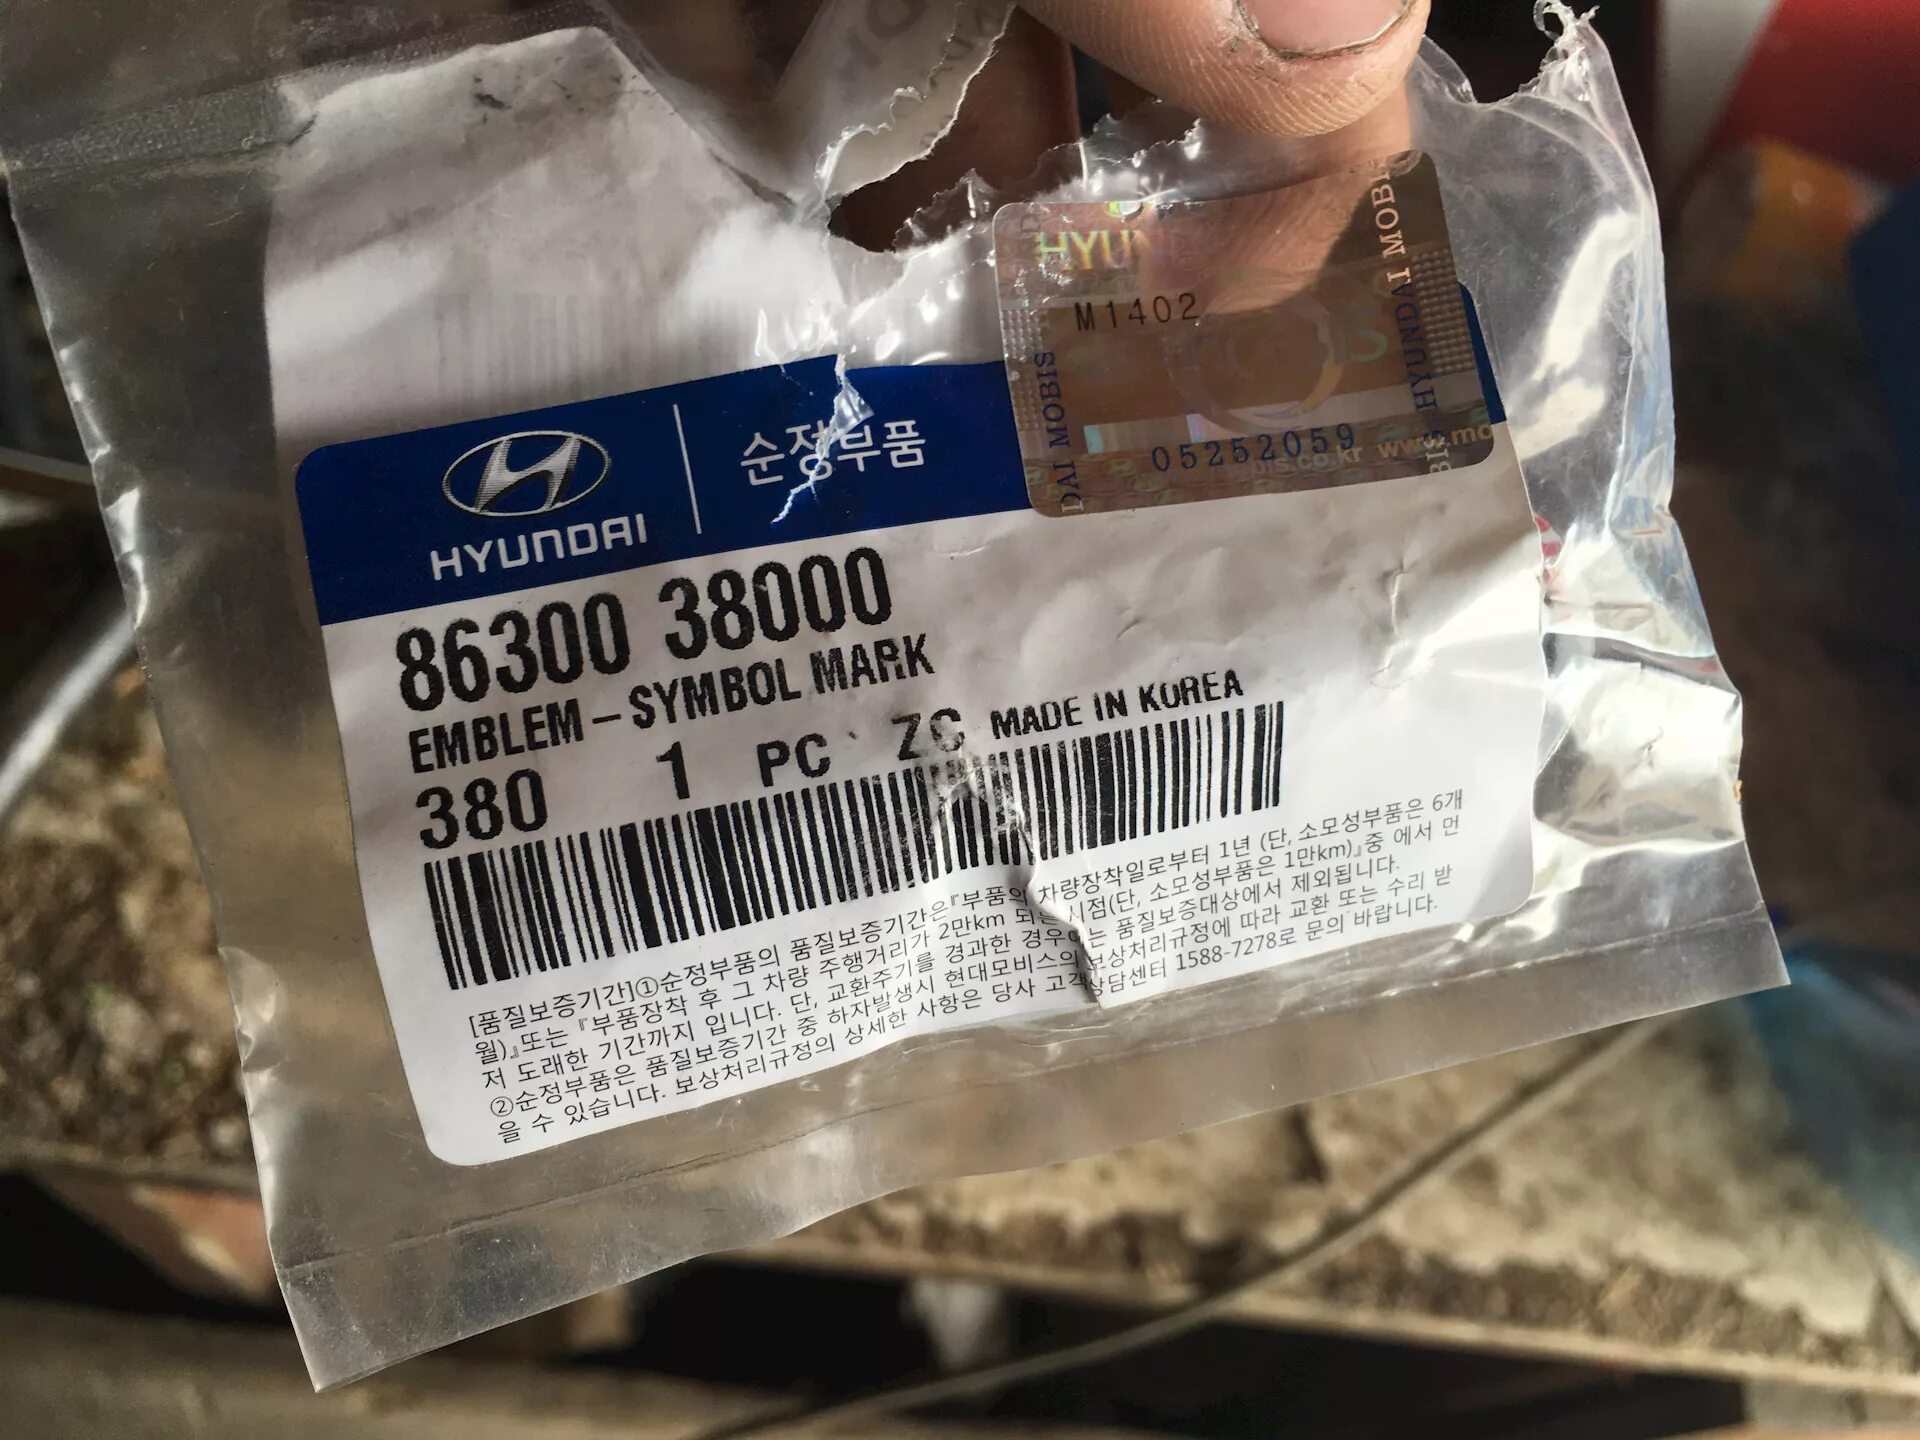 HYUN
M1402
05252059
DAI MOBIS
HYUNDAI MOBI
BIS
bis.co.kr www.mo
HYUNDAI
순정부품
86300 38000
EMBLEM-SYMBOL MARK
380 1 PC ZC MADE IN KOREA
[품질보증기간]①순정부품의 품질보증기간은『부품의 차량장착일로부터 1년 (단, 소모성부품은 6개
월)』또는 『부품장착 후 그 차량 주행거리가 2만km 되는 시점(단, 소모성부품은 1만km)』중 에서 먼
저 도래한 기간까지 입니다. 단, 교환주기를 경과한 경우에는 품질보증대상에서 제외됩니다.
②순정부품은 품질보증기간 중 하자발생시 현대모비스의 보상처리규정에 따라 교환 또는 수리 받
을 수 있습니다. 보상처리규정의 상세한 사항은 당사 고객상담센터 1588-7278로 문의 바랍니다.